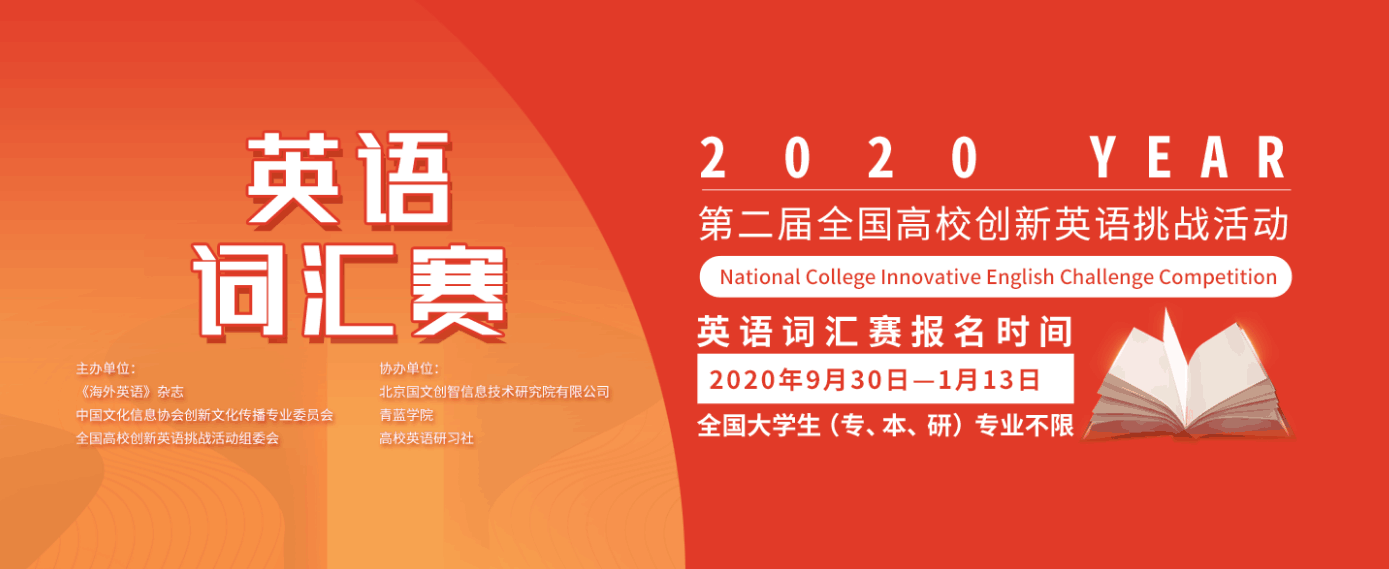 英语
词汇赛
主办单位：
《海外英语》杂志
中国文化信息协会创新文化传播专业委员会
全国高校创新英语挑战活动组委会
协办单位：
北京国文创智信息技术研究院有限公司
青蓝学院
高校英语研习社
2020 YEAR
第二届全国高校创新英语挑战活动
National College Innovative English Challenge Competition
英语词汇赛报名时间
2020年9月30日—1月13日
全国大学生（专、本、研）专业不限